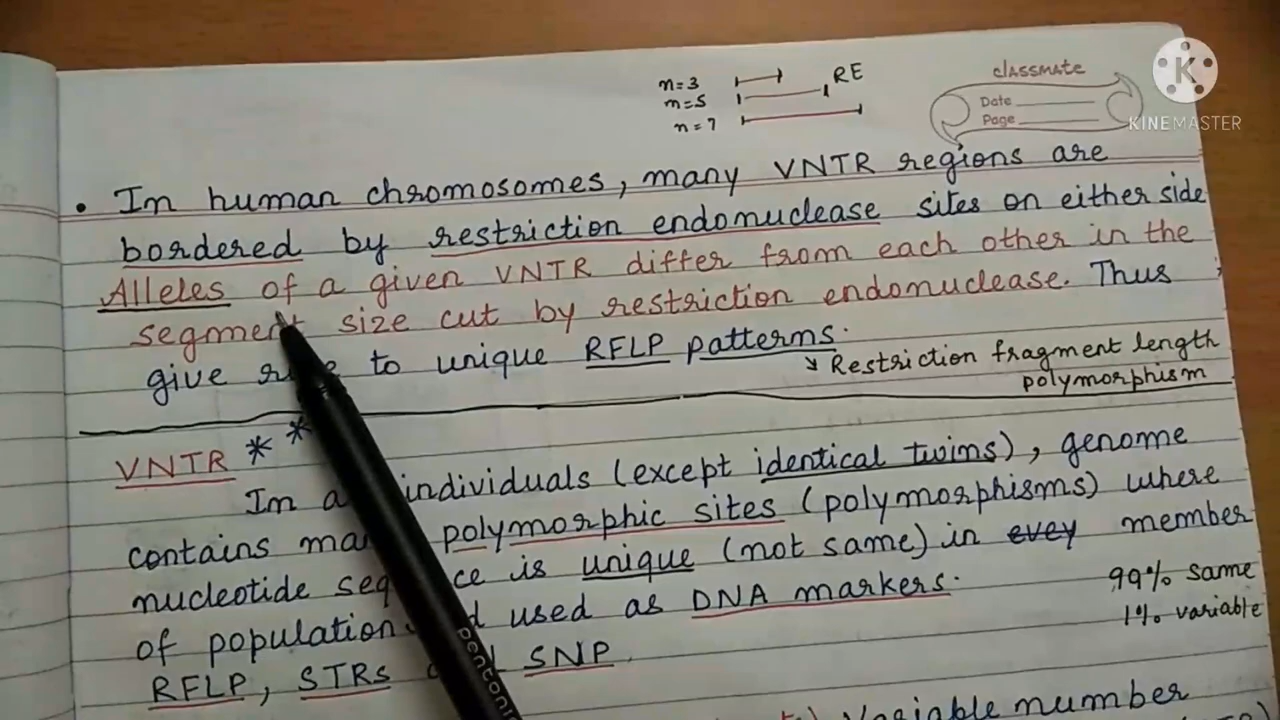 n=3
n=5
n=7
RE
classmate
Date
Page
KINEMASTER
• In human chromosomes, many VNTR regions are
bordered by restriction endonuclease sites on either side
Alleles of a given VNTR differ from each other in the
segment size cut by restriction endonuclease. Thus
give to unique RFLP patterns.
Restriction fragment length
polymorphism
VNTR **
In individuals (except identical twins), genome
contains polymorphic sites (polymorphisms) where
nucleotide is unique (not same) in evey member
of population used as DNA markers.
99% same
1% variable
RFLP, STRs SNP
Variable number
pentonic